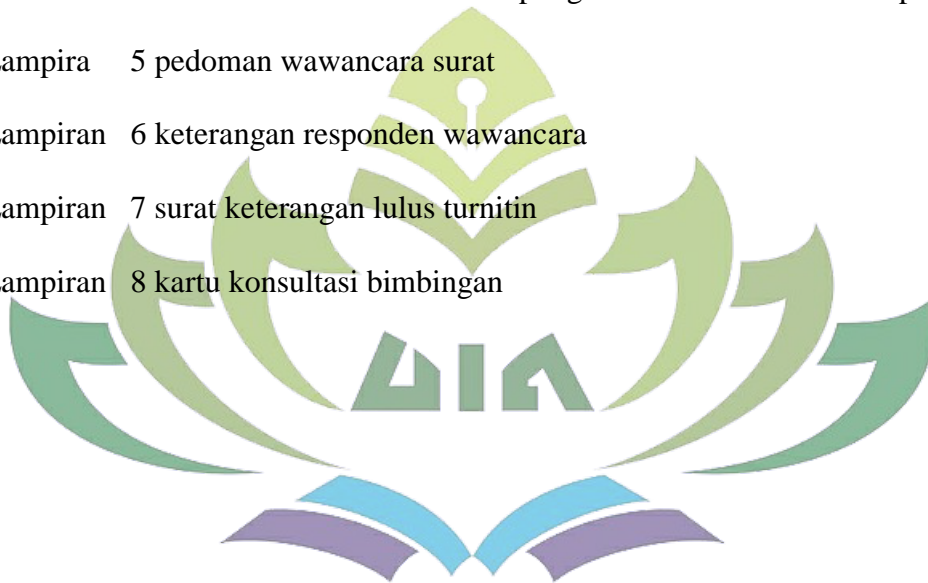 ampira 5 pedoman wawancara surat
ampiran 6 keterangan responden wawancara
ampiran 7 surat keterangan lulus turnitin
ampiran 8 kartu konsultasi bimbingan
UIN